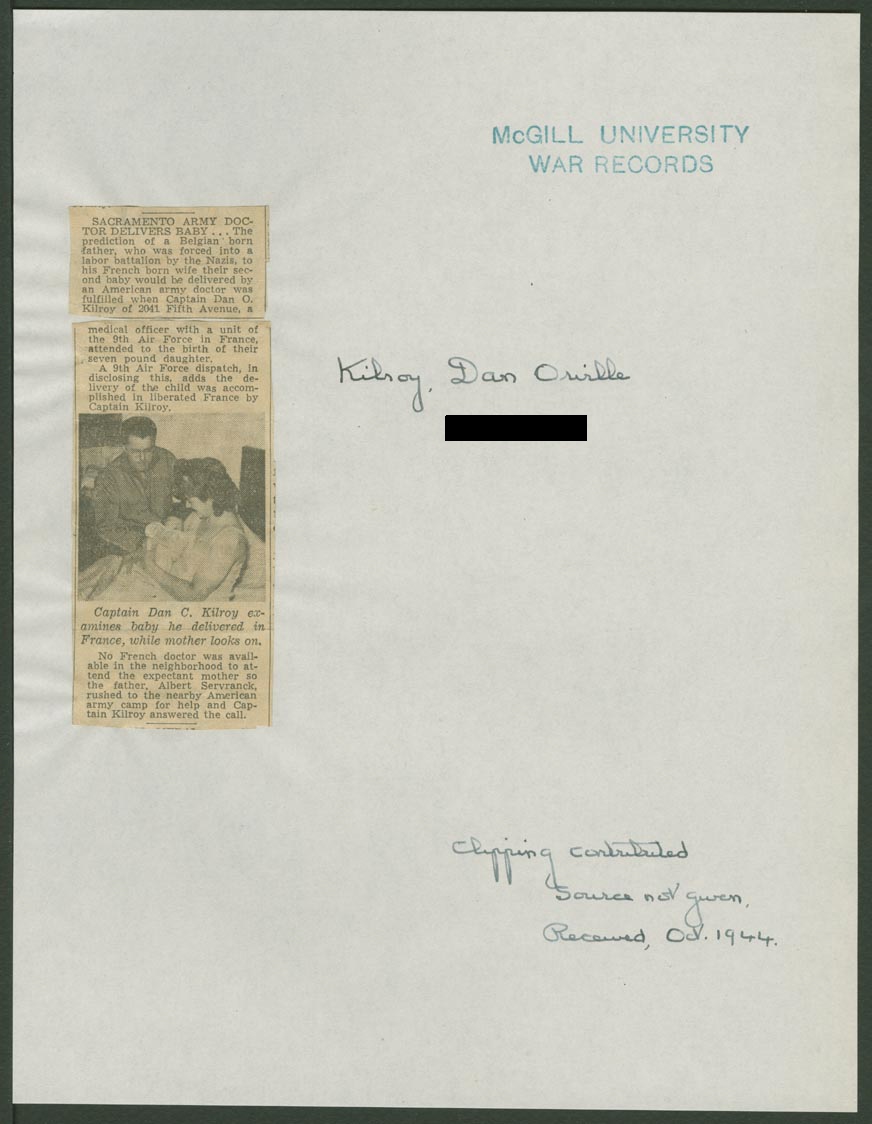 McGILL UNIVERSITY
WAR RECORDS
SACRAMENTO ARMY DOC-
TOR DELIVERS BABY . . . The
prediction of a Belgian born
father, who was forced into a
labor battalion by the Nazis, to
his French born wife their sec-
ond baby would be delivered by
an American army doctor was
fulfilled when Captain Dan O.
Kilroy of 2041 Fifth Avenue, a
medical officer with a unit of
the 9th Air Force in France,
attended to the birth of their
seven pound daughter.
A 9th Air Force dispatch, in
disclosing this, adds the de-
livery of the child was accom-
plished in liberated France by
Captain Kilroy.
Captain Dan C. Kilroy ex-
amines baby he delivered in
France, while mother looks on.
No French doctor was avail-
able in the neighborhood to at-
tend the expectant mother so
the father, Albert Servranck,
rushed to the nearby American
army camp for help and Cap-
tain Kilroy answered the call.
Kilroy, Dan Orville
Clipping contributed
Source not given.
Received, Oct. 1944.